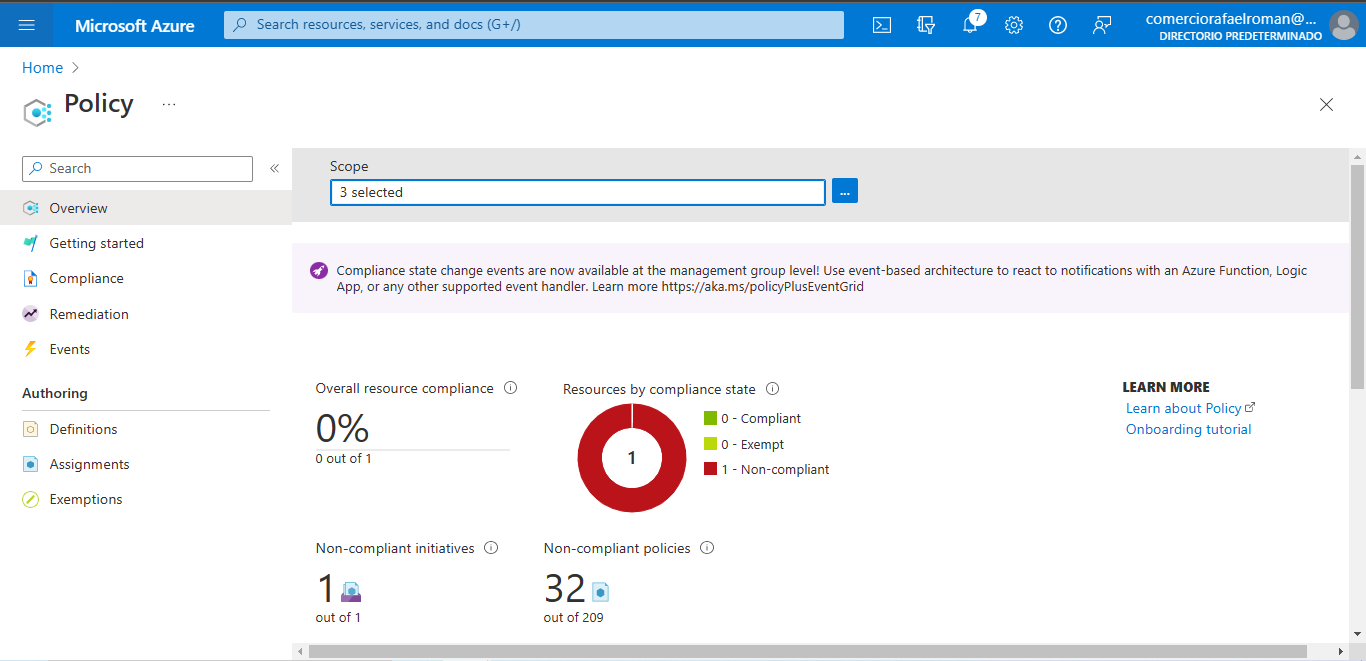 Microsoft Azure
Search resources, services, and docs (G+/)
7
comerciorafaelroman@...
DIRECTORIO PREDETERMINADO
Home
Policy
...
Search
«
Overview
Getting started
Compliance
Remediation
Events
Authoring
Definitions
Assignments
Exemptions
Scope
3 selected
...
Compliance state change events are now available at the management group level! Use event-based architecture to react to notifications with an Azure Function, Logic
App, or any other supported event handler. Learn more https://aka.ms/policyPlusEventGrid
Overall resource compliance
0%
0 out of 1
Resources by compliance state
1
0 - Compliant
0 - Exempt
1 - Non-compliant
LEARN MORE
Learn about Policy
Onboarding tutorial
Non-compliant initiatives
1
out of 1
Non-compliant policies
32
out of 209